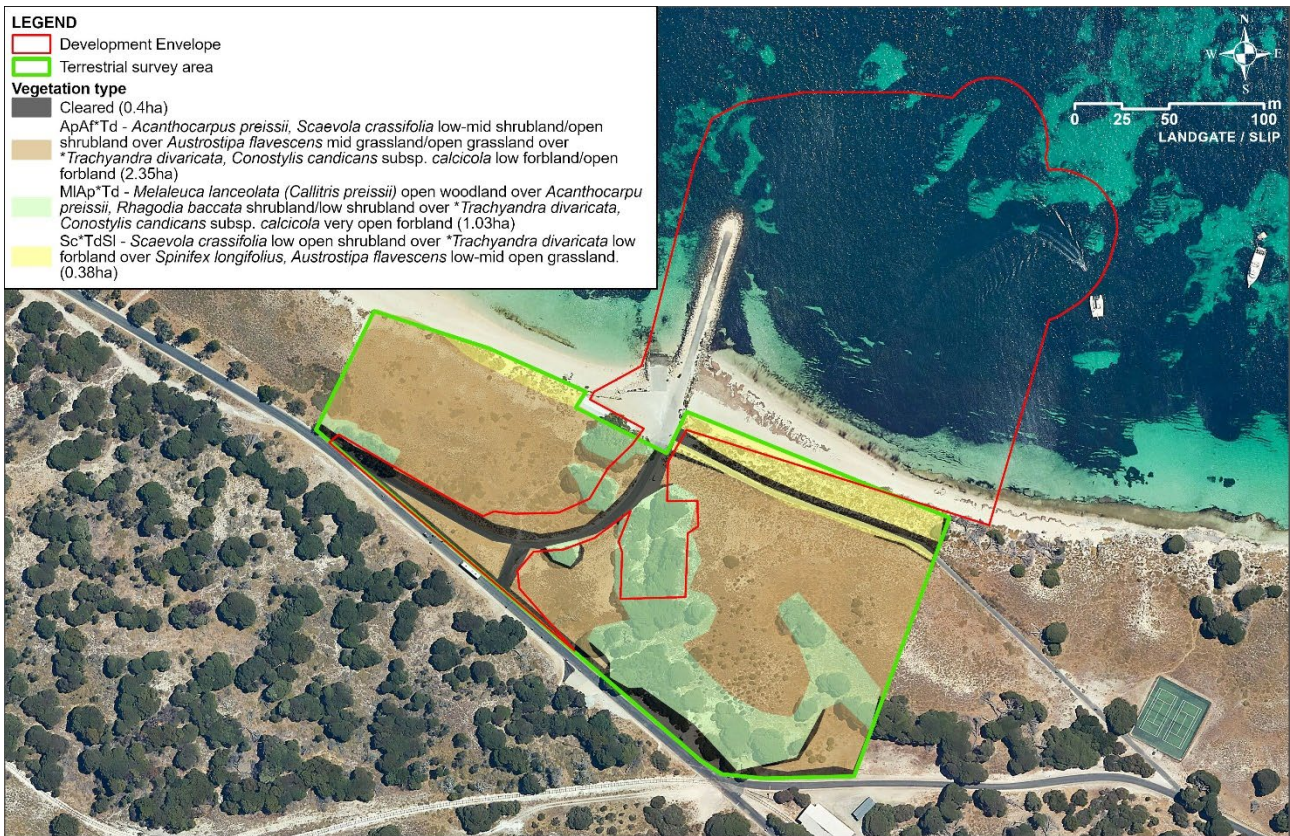 LEGEND
Development Envelope
Terrestrial survey area
Vegetation type
Cleared (0.4ha)
ApAf*Td - Acanthocarpus preissii, Scaevola crassifolia low-mid shrubland/open
shrubland over Austrostipa flavescens mid grassland/open grassland over
*Trachyandra divaricata, Conostylis candicans subsp. calcicola low forbland/open
forbland (2.35ha)
MlAp*Td - Melaleuca lanceolata (Callitris preissii) open woodland over Acanthocarpu
preissii, Rhagodia baccata shrubland/low shrubland over *Trachyandra divaricata,
Conostylis candicans subsp. calcicola very open forbland (1.03ha)
Sc*TdSl - Scaevola crassifolia low open shrubland over *Trachyandra divaricata low
forbland over Spinifex longifolius, Austrostipa flavescens low-mid open grassland.
(0.38ha)
N
W E
S
m
0 25 50 100
LANDGATE / SLIP